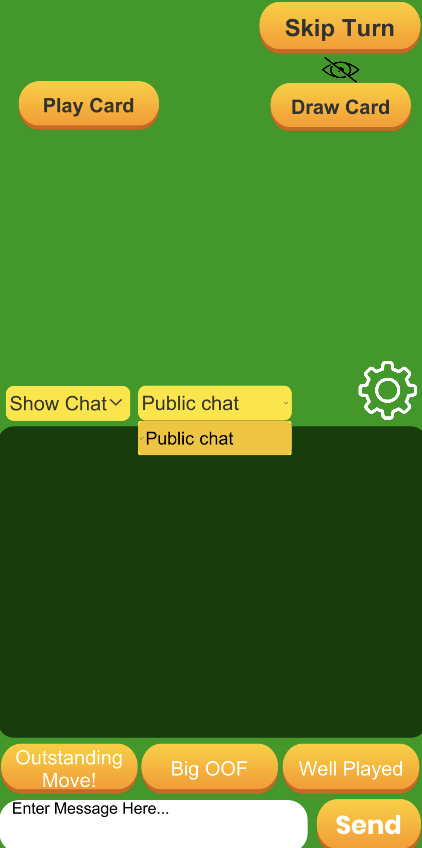 Skip Turn
Play Card
Draw Card
Show Chat
Public chat
Public chat
Outstanding
Move!
Big OOF
Well Played
Enter Message Here...
Send